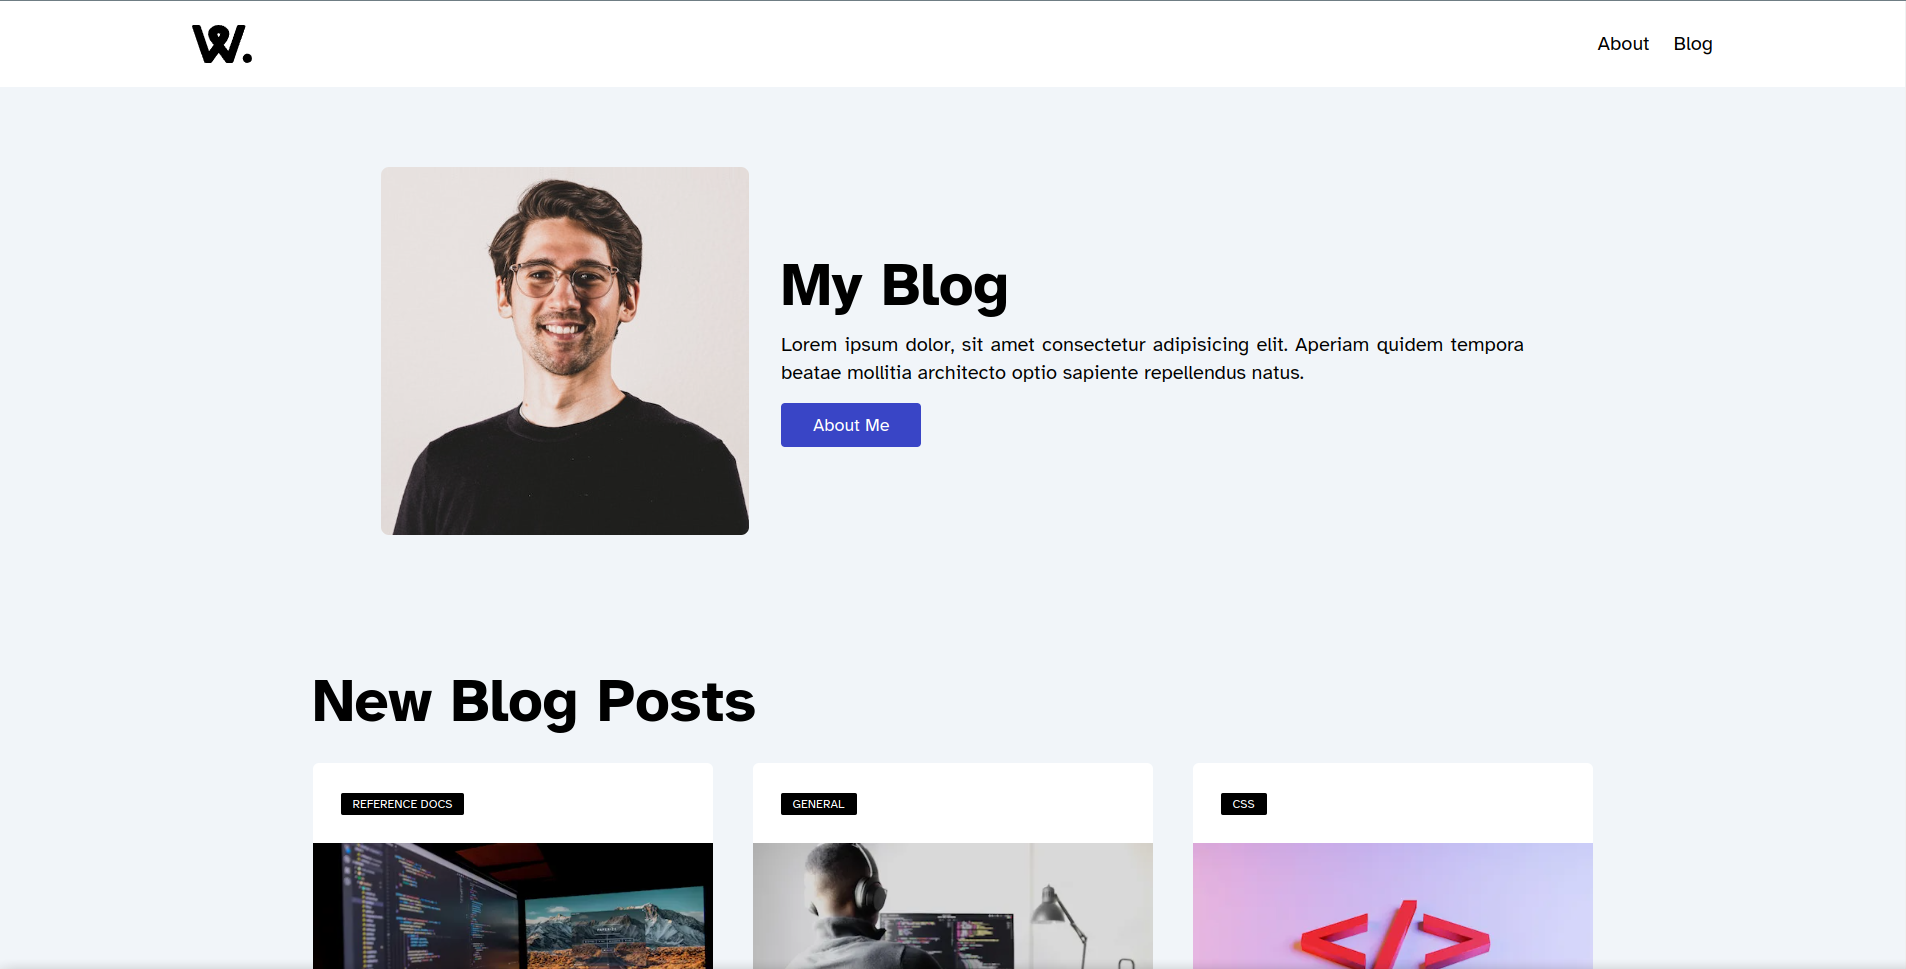 W.
About Blog
My Blog
Lorem ipsum dolor, sit amet consectetur adipisicing elit. Aperiam quidem tempora
beatae mollitia architecto optio sapiente repellendus natus.
About Me
New Blog Posts
REFERENCE DOCS
GENERAL
CSS
</>